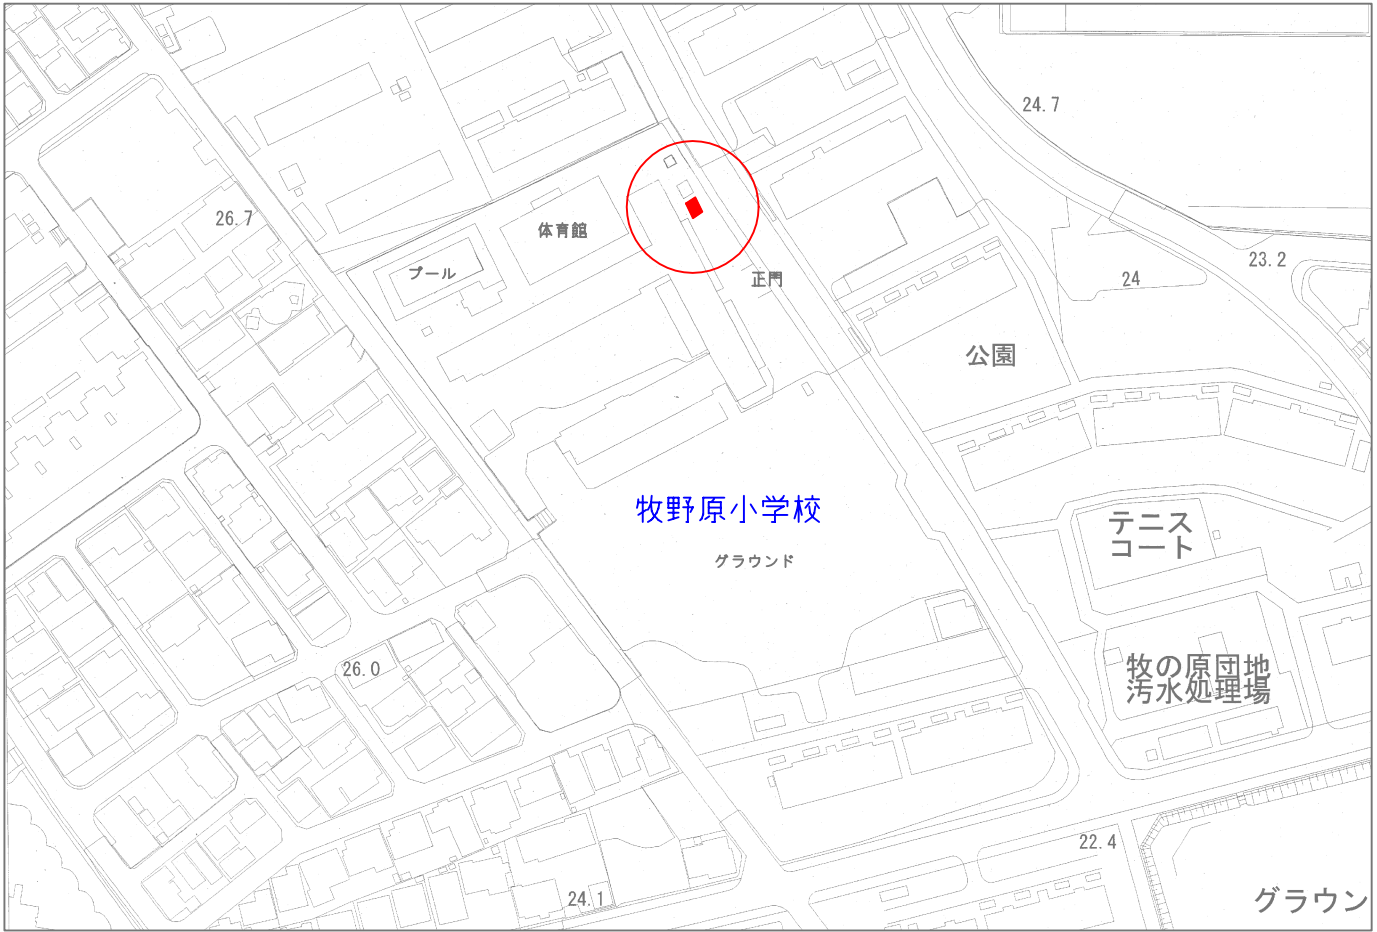 24.7
26.7
体育館
プール
正門
23.2
24
公園
牧野原小学校
グラウンド
テニス
コート
26.0
牧の原団地
汚水処理場
22.4
24.1
グラウン